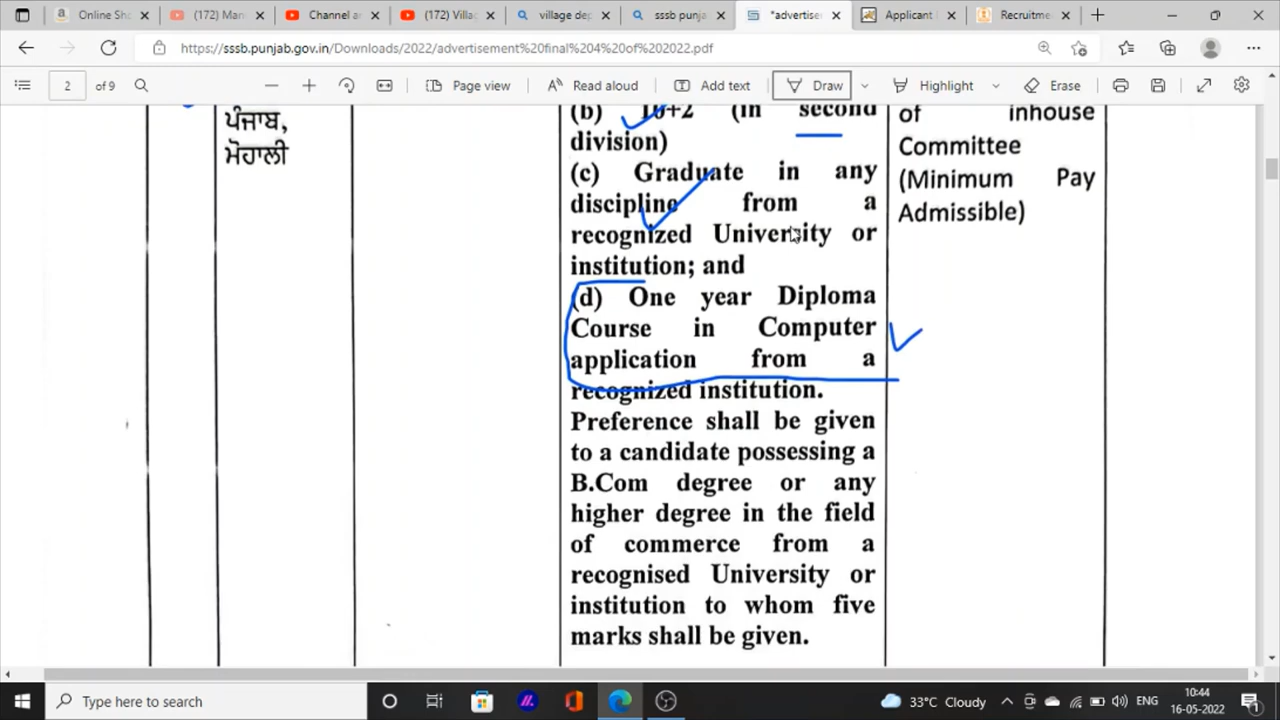 Online Sho
(172) Man
Channel an
(172) Villag
village dep
sssb punja
*advertise
Applicant
Recruitme
https://sssb.punjab.gov.in/Downloads/2022/advertisement%20final%204%20of%202022.pdf
2 of 9
Page view
Read aloud
Add text
Draw
Highlight
Erase
ਪੰਜਾਬ,
ਮੋਹਾਲੀ
(b) 10+2 (in second
division)
(c) Graduate in any
discipline from a
recognized University or
institution; and
(d) One year Diploma
Course in Computer
application from a
recognized institution.
Preference shall be given
to a candidate possessing a
B.Com degree or any
higher degree in the field
of commerce from a
recognised University or
institution to whom five
marks shall be given.
of inhouse
Committee
(Minimum Pay
Admissible)
Type here to search
33°C Cloudy
ENG
10:44
16-05-2022
1